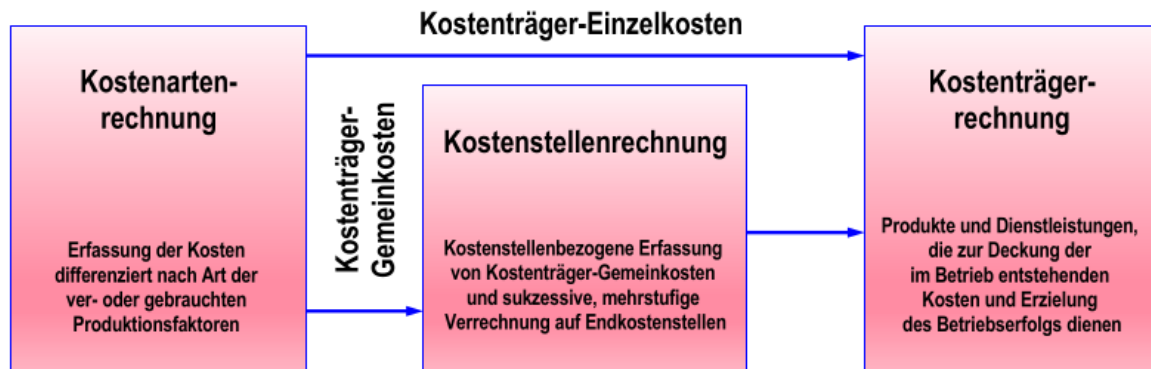 Kostenträger-Einzelkosten
Kostenarten-
rechnung
Erfassung der Kosten
differenziert nach Art der
ver- oder gebrauchten
Produktionsfaktoren
Kostenträger-
Gemeinkosten
Kostenstellenrechnung
Kostenstellenbezogene Erfassung
von Kostenträger-Gemeinkosten
und sukzessive, mehrstufige
Verrechnung auf Endkostenstellen
Kostenträger-
rechnung
Produkte und Dienstleistungen,
die zur Deckung der
im Betrieb entstehenden
Kosten und Erzielung
des Betriebserfolgs dienen